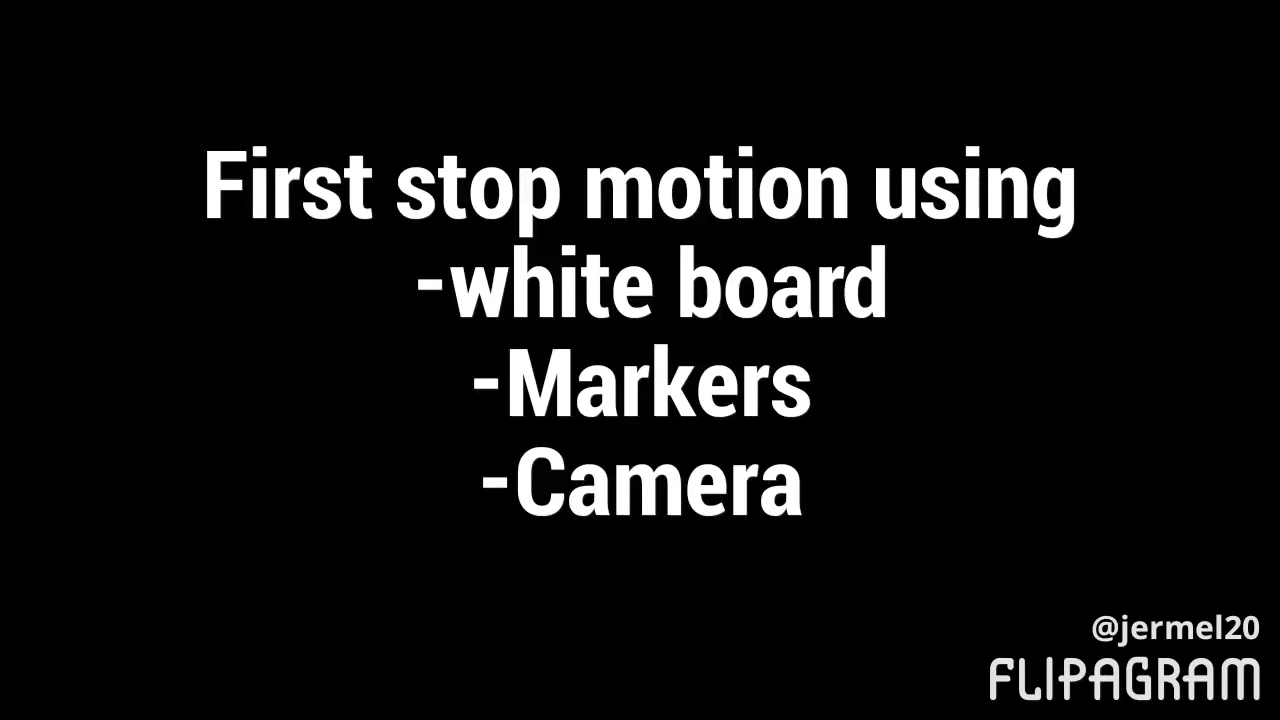 First stop motion using
-white board
-Markers
-Camera
@jermel20
FLIPAGRAM